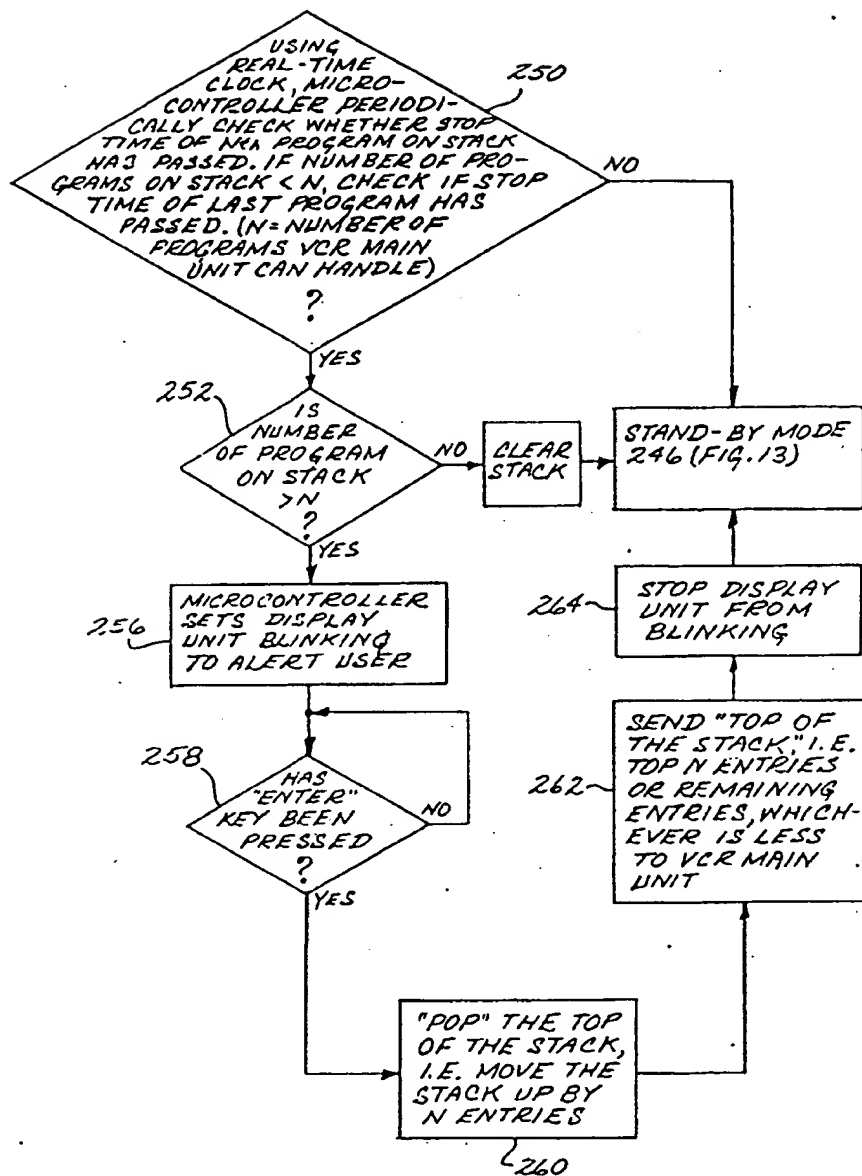 USING
REAL-TIME
CLOCK, MICRO-
CONTROLLER PERIODI-
CALLY CHECK WHETHER STOP
TIME OF Nth PROGRAM ON STACK
HAS PASSED. IF NUMBER OF PRO-
GRAMS ON STACK < N, CHECK IF STOP
TIME OF LAST PROGRAM HAS
PASSED. (N = NUMBER OF
PROGRAMS VCR MAIN
UNIT CAN HANDLE)
?
250
NO
YES
252
IS
NUMBER
OF PROGRAM
ON STACK
>N
?
NO
YES
CLEAR
STACK
STAND-BY MODE
246 (FIG. 13)
256
MICROCONTROLLER
SETS DISPLAY
UNIT BLINKING
TO ALERT USER
264
STOP DISPLAY
UNIT FROM
BLINKING
258
HAS
"ENTER"
KEY BEEN
PRESSED
?
NO
YES
262
SEND "TOP OF
THE STACK," I.E.
TOP N ENTRIES
OR REMAINING
ENTRIES, WHICH-
EVER IS LESS
TO VCR MAIN
UNIT
"POP" THE TOP
OF THE STACK,
I.E. MOVE THE
STACK UP BY
N ENTRIES
260